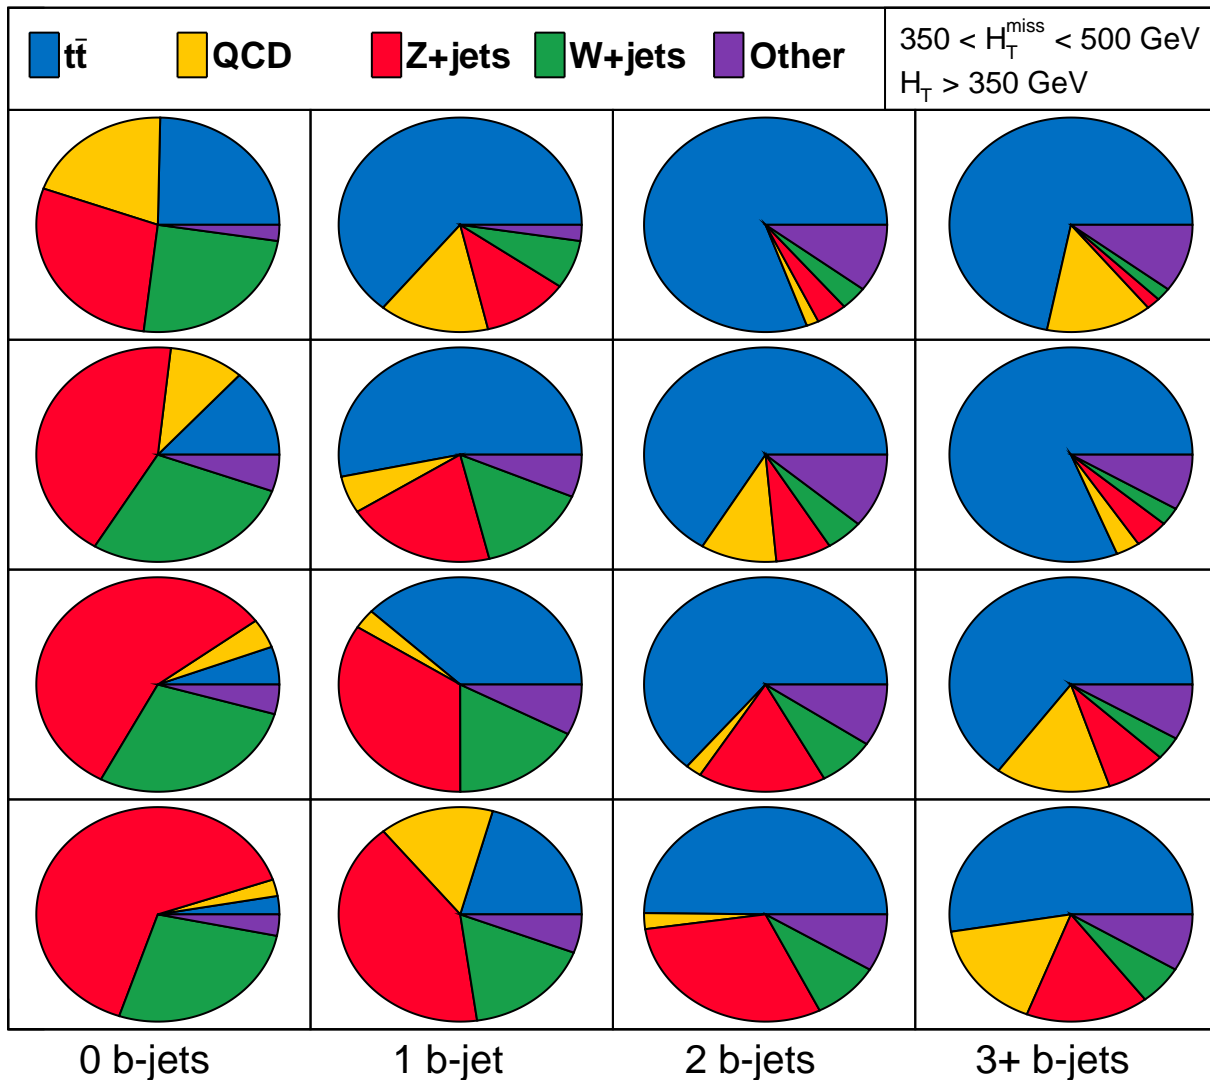 tt̄ QCD Z+jets W+jets Other
350 < H_T^miss < 500 GeV
H_T > 350 GeV
0 b-jets 1 b-jet 2 b-jets 3+ b-jets